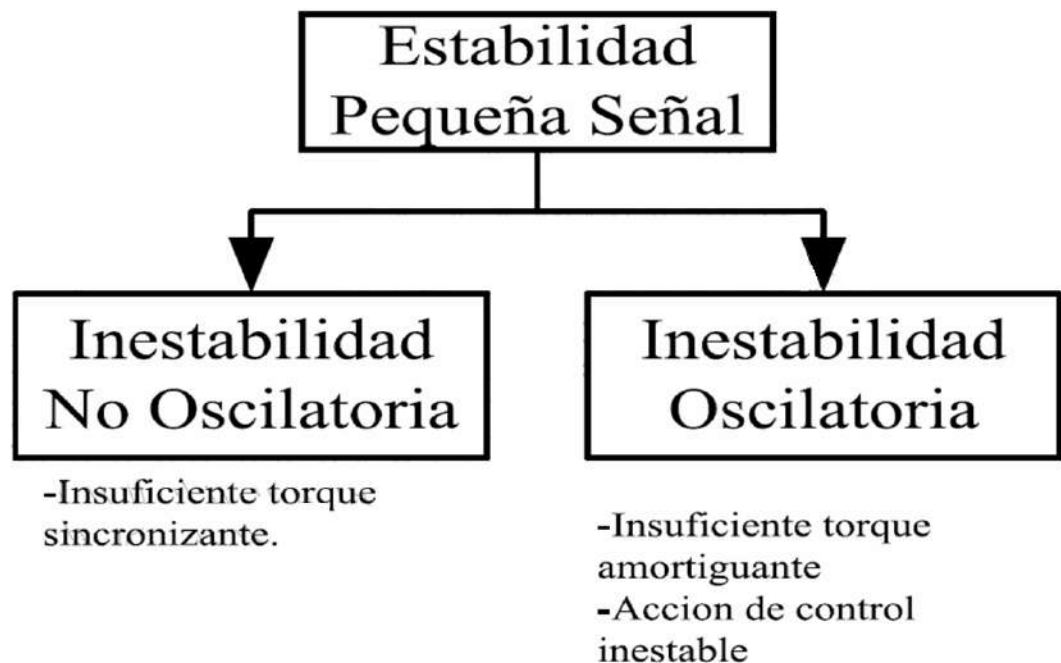 Estabilidad
Pequeña Señal
Inestabilidad
No Oscilatoria
-Insuficiente torque
sincronizante.
Inestabilidad
Oscilatoria
-Insuficiente torque
amortiguante
-Accion de control
inestable